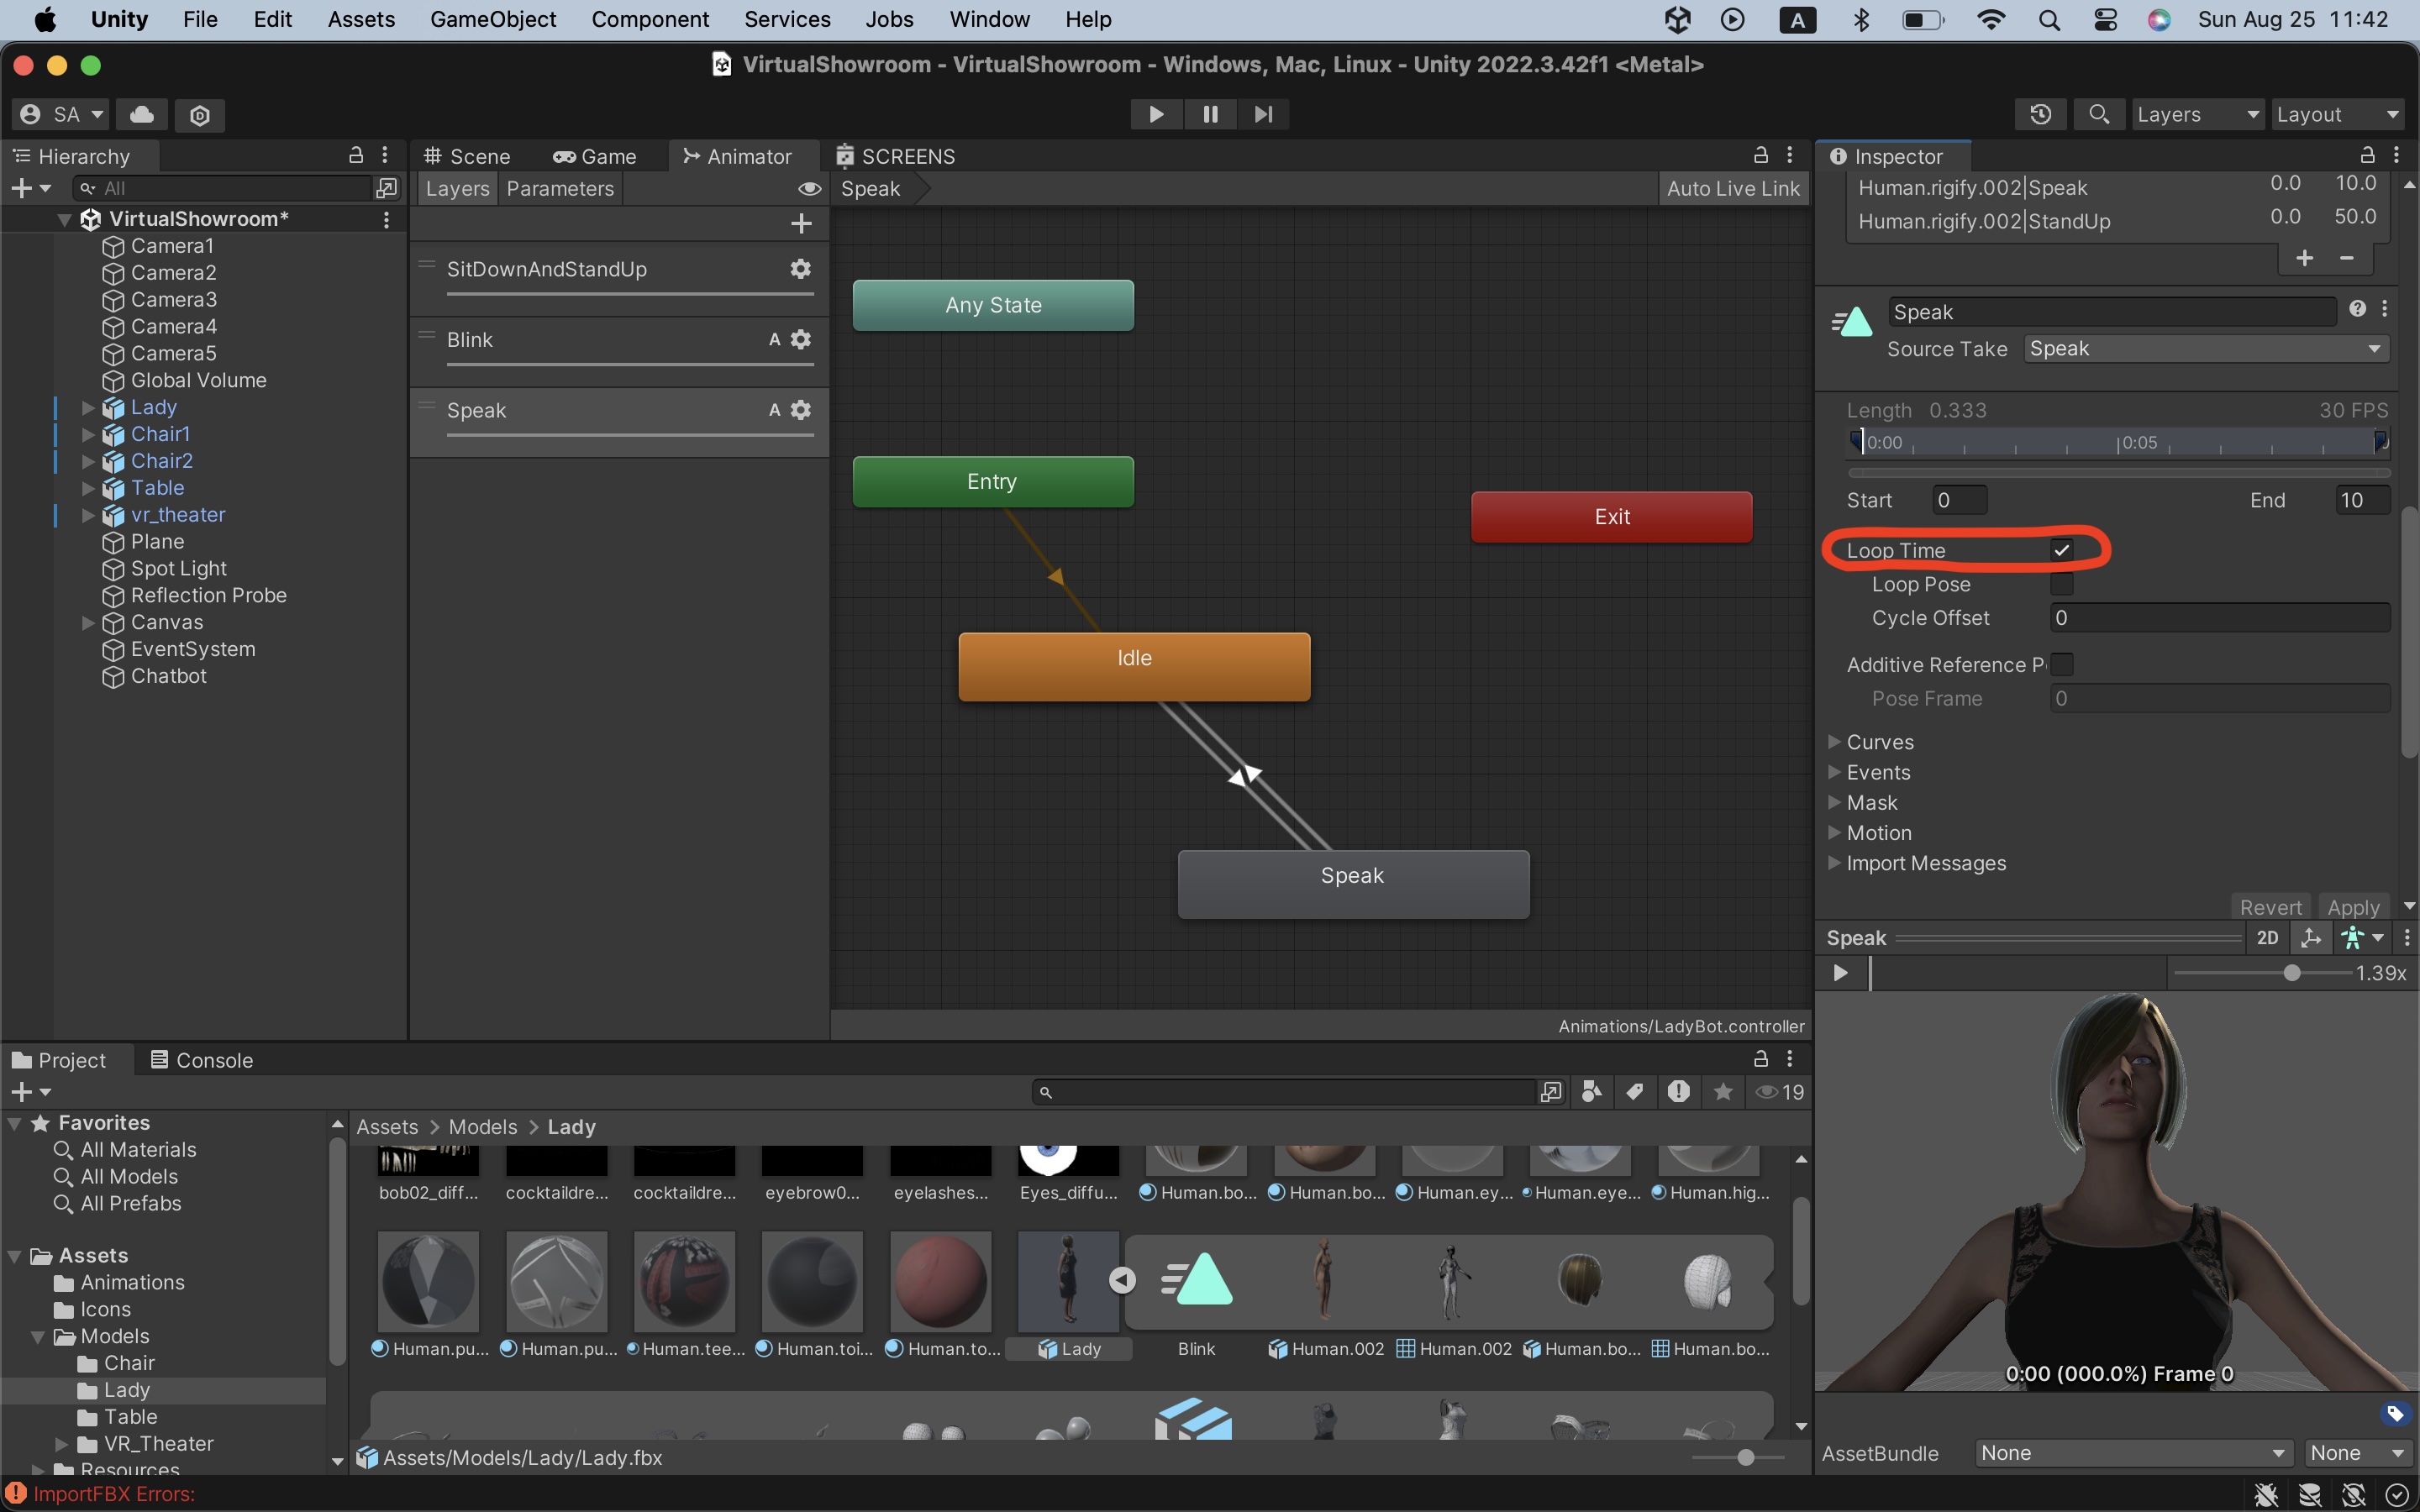 Unity File Edit Assets GameObject Component Services Jobs Window Help A Sun Aug 25 11:42
VirtualShowroom - VirtualShowroom - Windows, Mac, Linux - Unity 2022.3.42f1 <Metal>
SA Layers Layout
Hierarchy
All
VirtualShowroom*
Camera1
Camera2
Camera3
Camera4
Camera5
Global Volume
Lady
Chair1
Chair2
Table
vr_theater
Plane
Spot Light
Reflection Probe
Canvas
EventSystem
Chatbot
Scene Game Animator SCREENS
Layers Parameters Speak Auto Live Link
SitDownAndStandUp
Blink A
Speak A
Any State
Entry
Exit
Idle
Speak
Animations/LadyBot.controller
Inspector
Human.rigify.002|Speak 0.0 10.0
Human.rigify.002|StandUp 0.0 50.0
Speak
Source Take Speak
Length 0.333 30 FPS
0:00 0:05
Start 0 End 10
Loop Time
Loop Pose
Cycle Offset 0
Additive Reference P
Pose Frame 0
Curves
Events
Mask
Motion
Import Messages
Revert Apply
Speak 2D
1.39x
0:00 (000.0%) Frame 0
AssetBundle None None
Project Console
19
Favorites
All Materials
All Models
All Prefabs
Assets
Animations
Icons
Models
Chair
Lady
Table
VR_Theater
Resources
Assets > Models > Lady
bob02_diff... cocktaildre... cocktaildre... eyebrow0... eyelashes... Eyes_diffu... Human.bo... Human.bo... Human.ey... Human.eye... Human.hig...
Human.pu... Human.pu... Human.tee... Human.toi... Human.to... Lady Blink Human.002 Human.002 Human.bo... Human.bo...
Assets/Models/Lady/Lady.fbx
ImportFBX Errors: